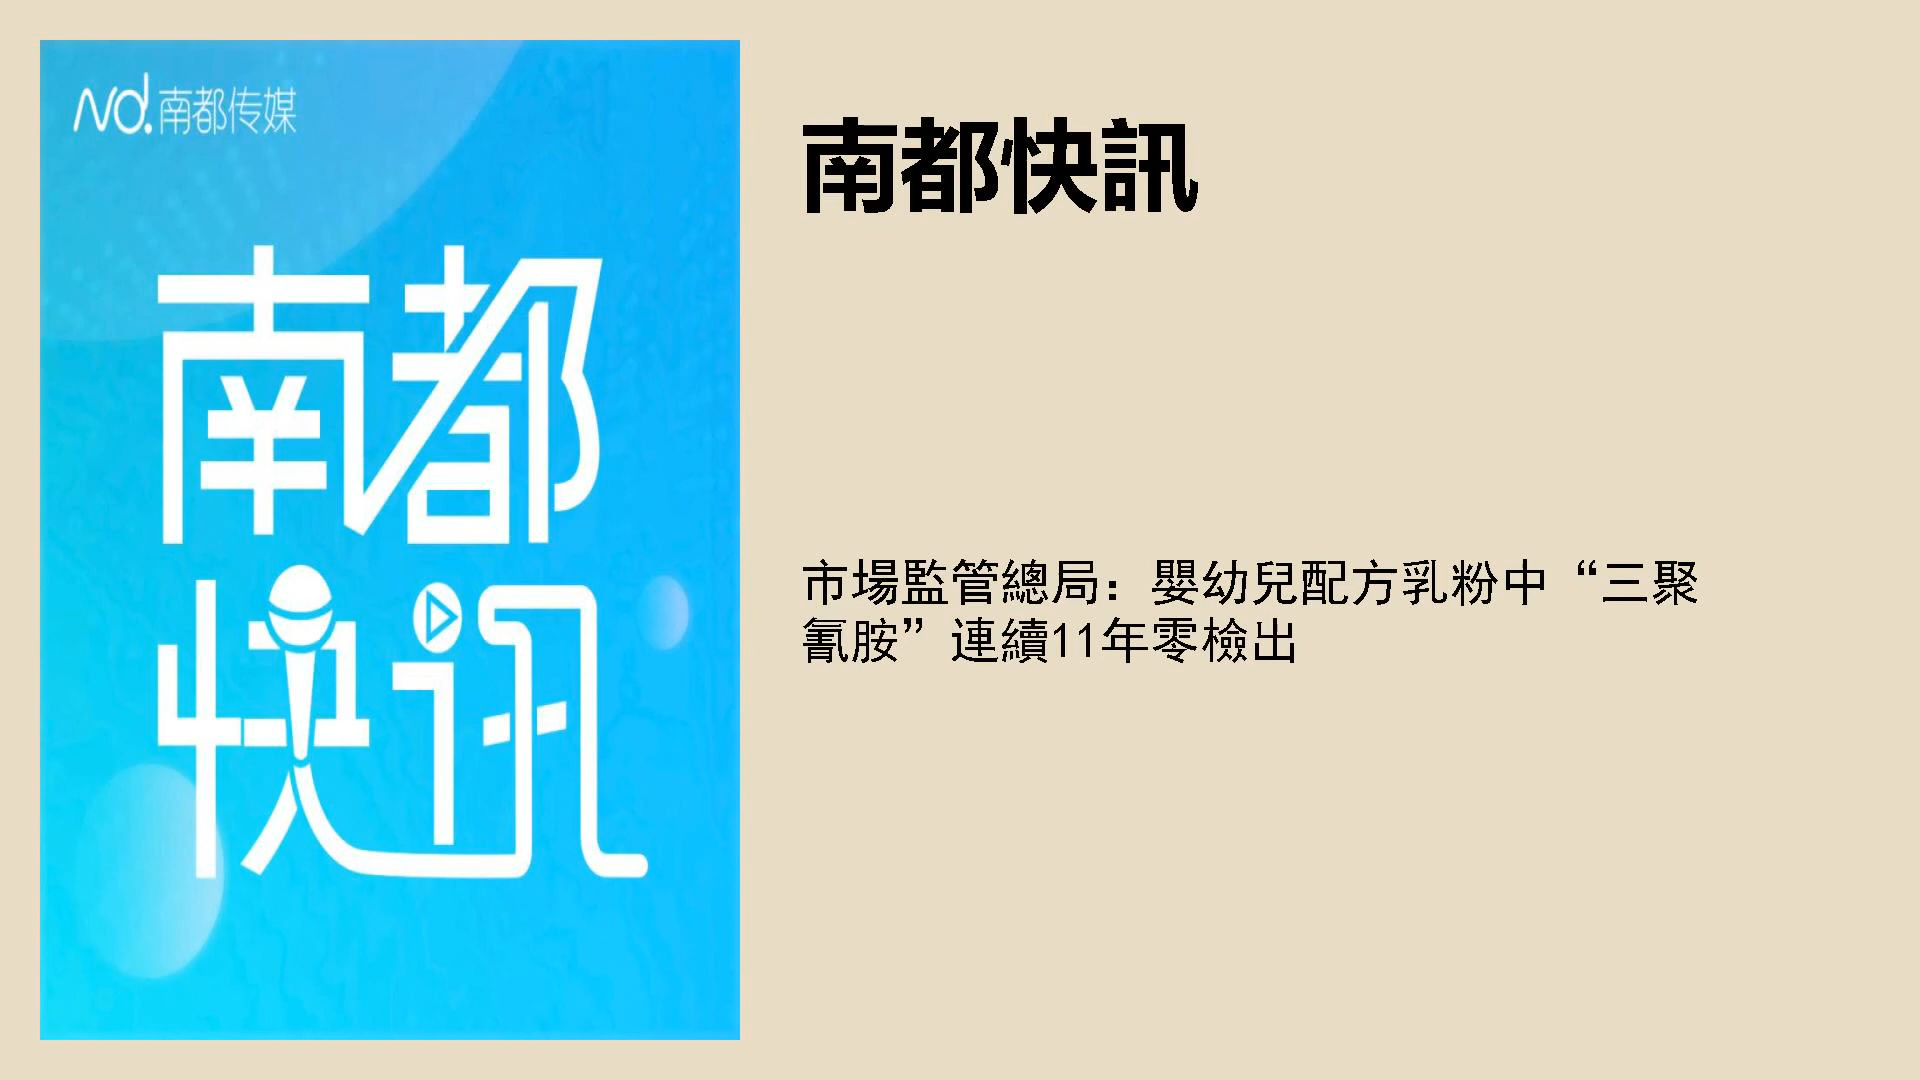 Nd.南都传媒
南都
快讯
南都快訊
市場監管總局：嬰幼兒配方乳粉中“三聚
氰胺”連續11年零檢出